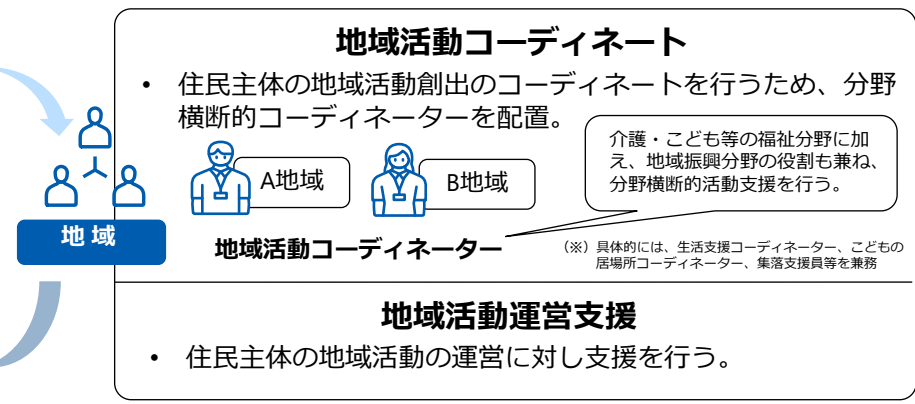 地域活動コーディネート
• 住民主体の地域活動創出のコーディネートを行うため、分野
横断的コーディネーターを配置。
介護・こども等の福祉分野に加
え、地域振興分野の役割も兼ね、
分野横断的活動支援を行う。
A地域
B地域
地域
地域活動コーディネーター
（※）具体的には、生活支援コーディネーター、こどもの
居場所コーディネーター、集落支援員等を兼務
地域活動運営支援
• 住民主体の地域活動の運営に対し支援を行う。